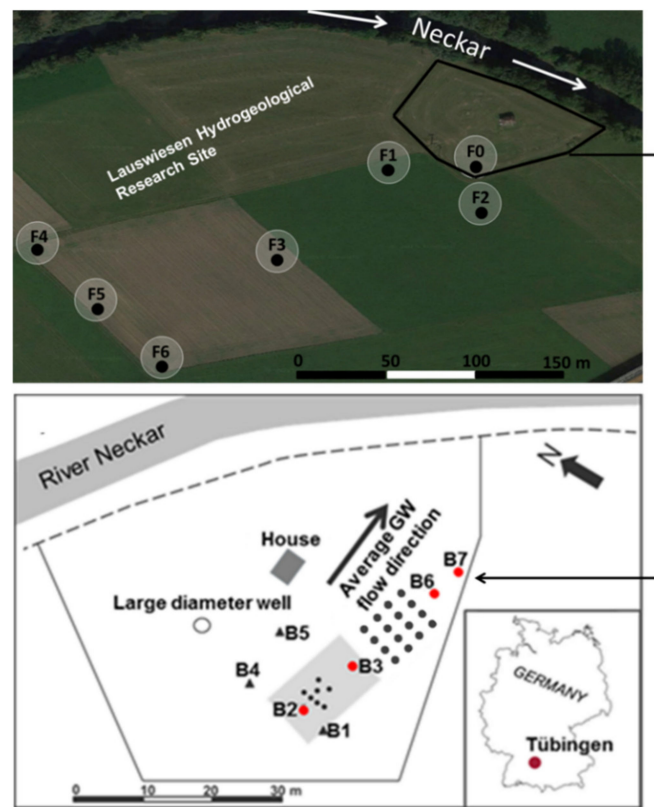 Neckar
Lauswiesen Hydrogeological
Research Site
F1
F0
F2
F4
F3
F5
F6
0 50 100 150 m
River Neckar
N
House
Average GW
flow direction
B7
B6
Large diameter well
B5
B4
B3
B2
B1
GERMANY
Tübingen
0 10 20 30 m